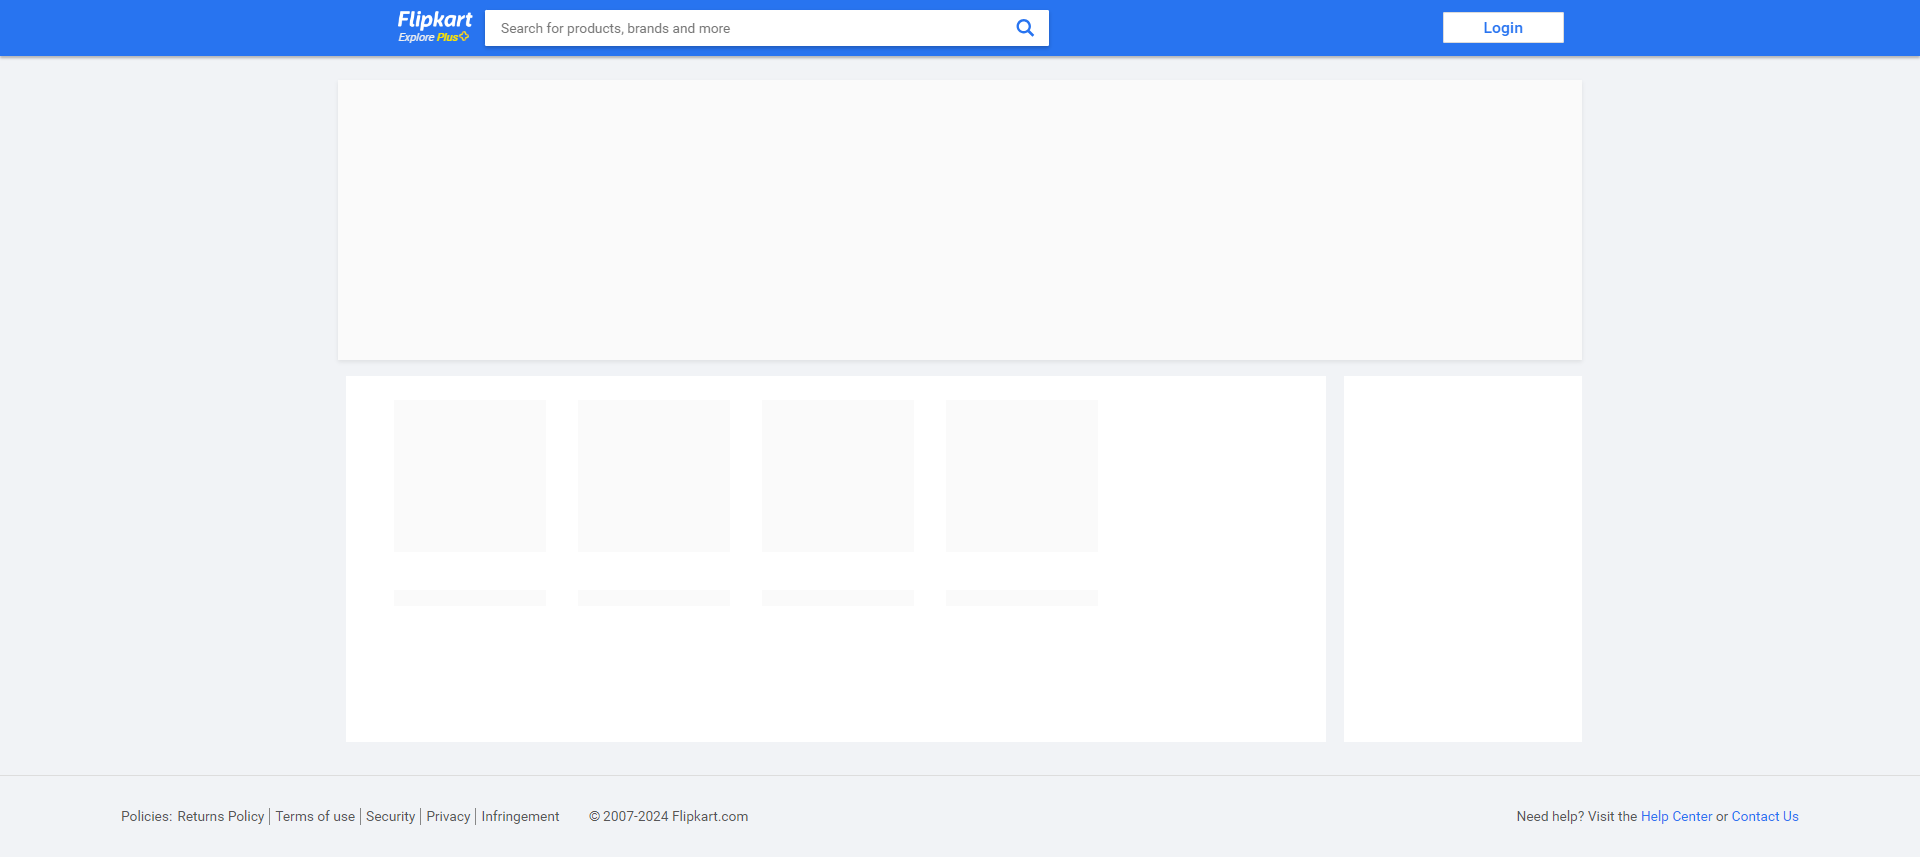 Flipkart
Explore Plus
Search for products, brands and more
Login
Policies: Returns Policy Terms of use Security Privacy Infringement © 2007-2024 Flipkart.com
Need help? Visit the Help Center or Contact Us